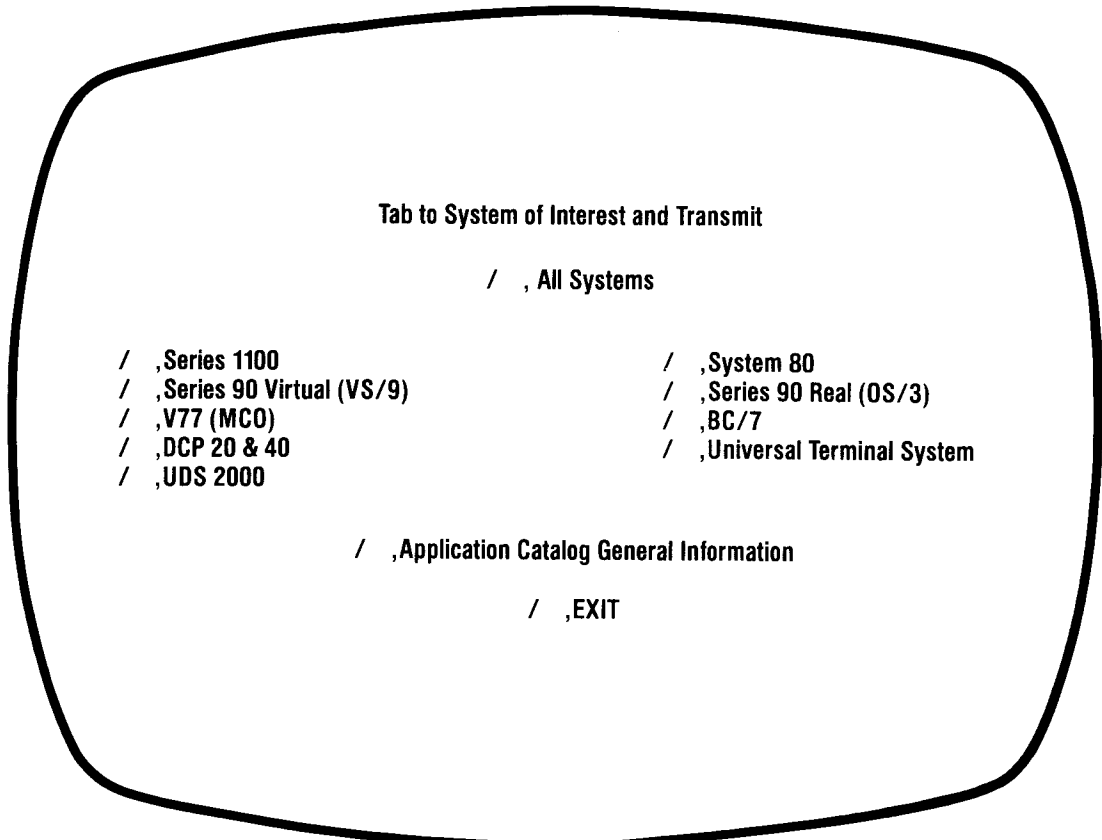 Tab to System of Interest and Transmit
/ , All Systems
/ ,Series 1100
/ ,Series 90 Virtual (VS/9)
/ ,V77 (MCO)
/ ,DCP 20 & 40
/ ,UDS 2000
/ ,System 80
/ ,Series 90 Real (OS/3)
/ ,BC/7
/ ,Universal Terminal System
/ ,Application Catalog General Information
/ ,EXIT